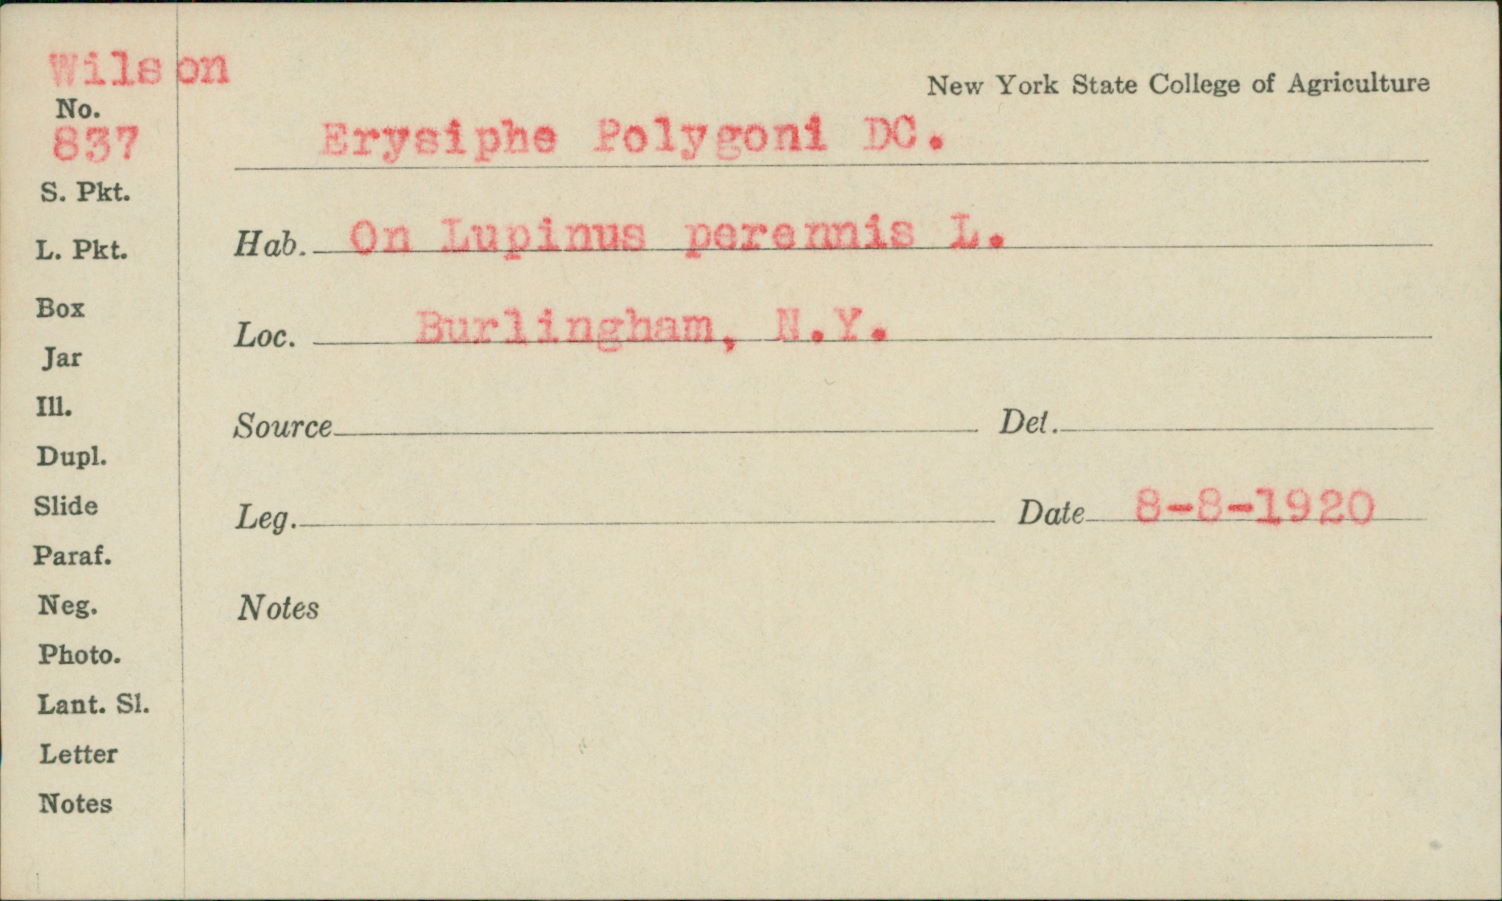 Wilson
New York State College of Agriculture
No.
837
Erysiphe Polygoni DC.
S. Pkt.
Hab. On Lupinus perennis L.
L. Pkt.
Box
Loc. Burlingham, N.Y.
Jar
Ill.
Source Det.
Dupl.
Slide
Leg. Date 8-8-1920
Paraf.
Neg.
Notes
Photo.
Lant. Sl.
Letter
Notes